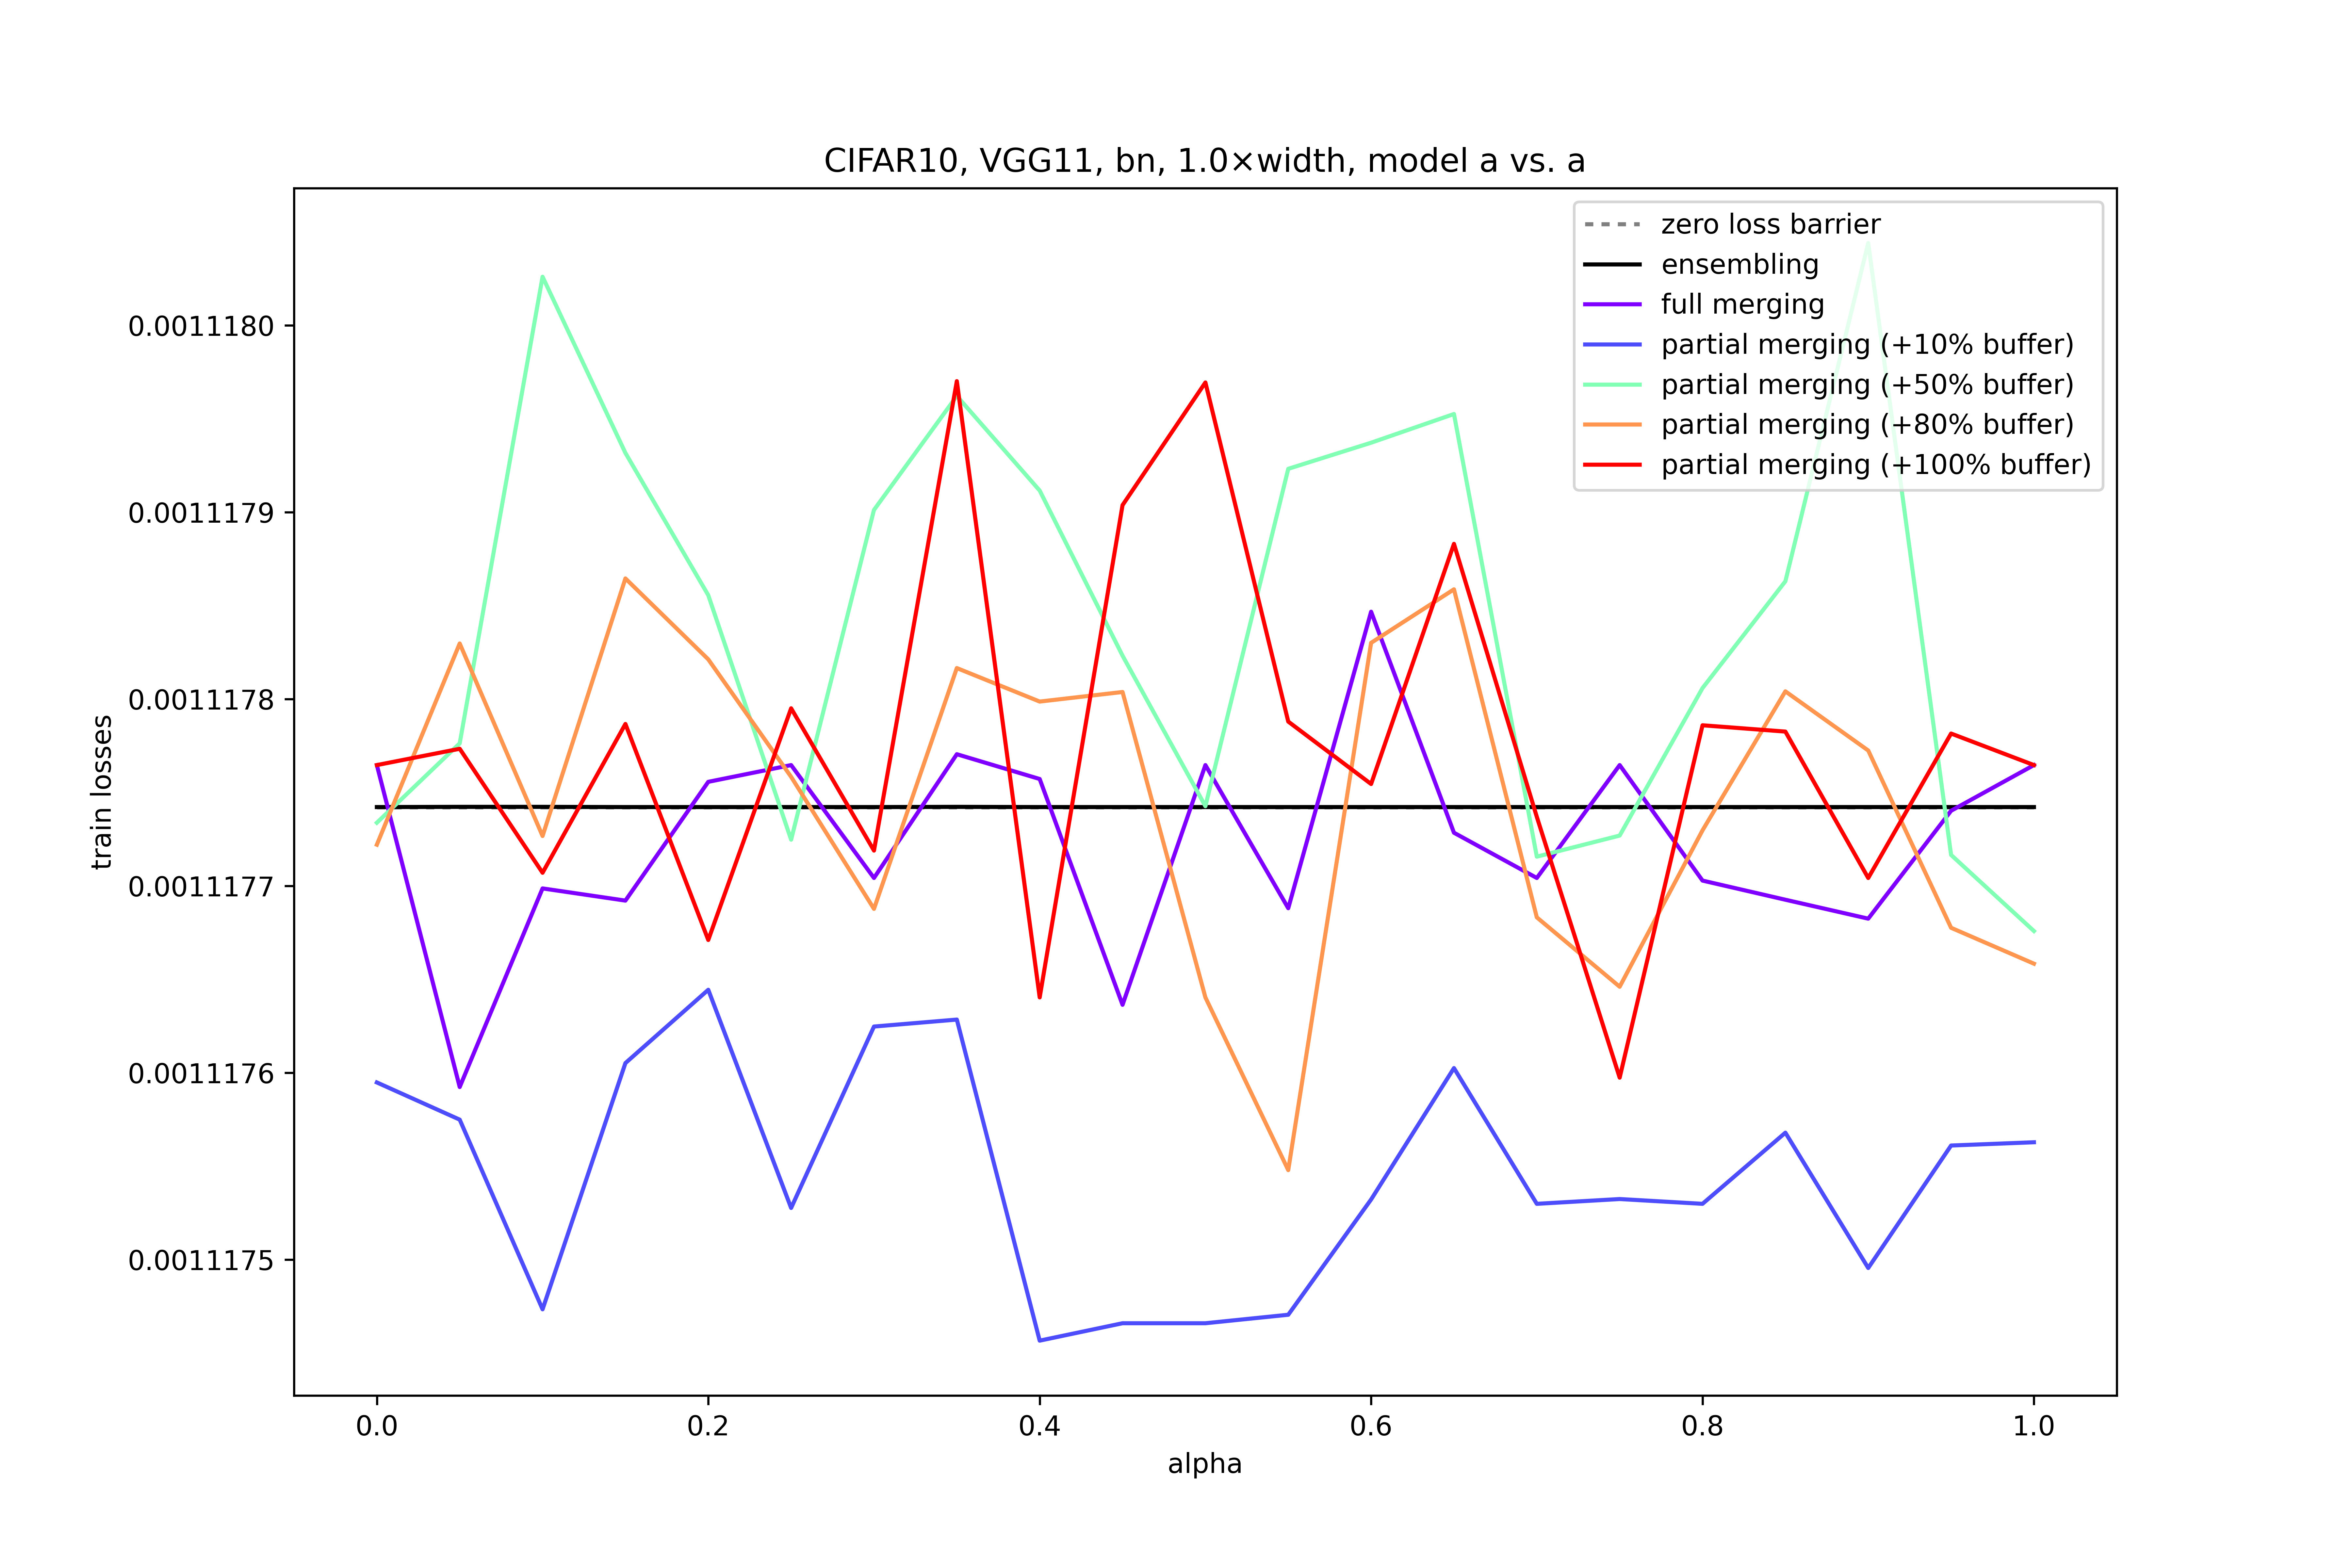 CIFAR10, VGG11, bn, 1.0×width, model a vs. a
zero loss barrier
ensembling
full merging
partial merging (+10% buffer)
partial merging (+50% buffer)
partial merging (+80% buffer)
partial merging (+100% buffer)
0.0011180
0.0011179
0.0011178
0.0011177
0.0011176
0.0011175
train losses
0.0 0.2 0.4 0.6 0.8 1.0
alpha